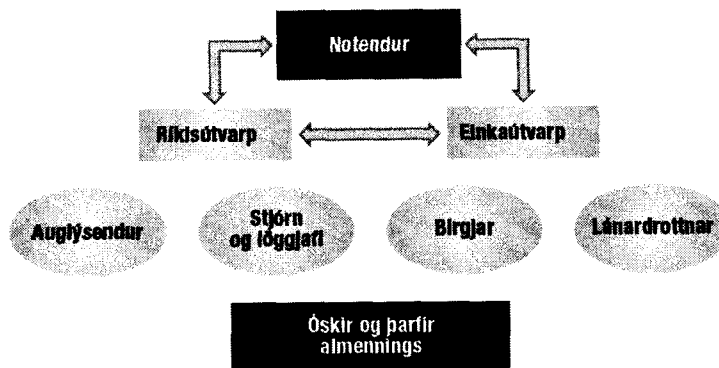 Notendur
Ríkisútvarp
Einkaútvarp
Auglýsendur
Stjórn
og löggjafi
Birgjar
Lánardrottnar
Óskir og þarfir
almennings